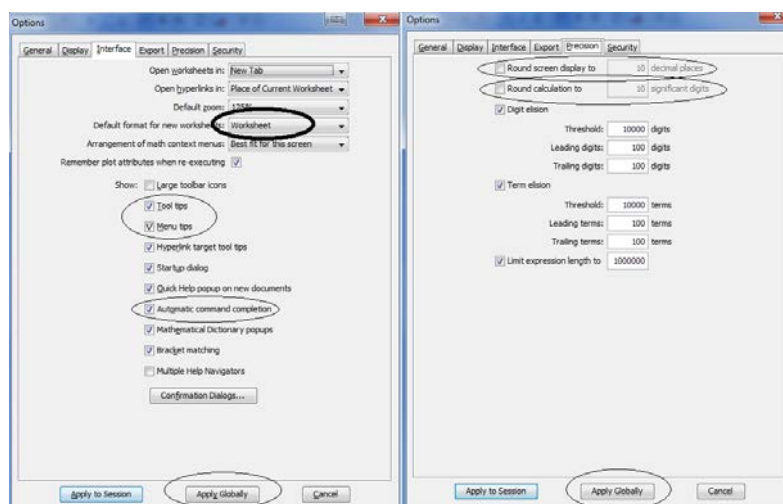 Options
General Display Interface Export Precision Security
Open worksheets in: New Tab
Open hyperlinks in: Place of Current Worksheet
Default zoom: 125%
Default format for new worksheets: Worksheet
Arrangement of math context menus: Best fit for this screen
Remember plot attributes when re-executing
Show: Large toolbar icons
Tool tips
Menu tips
Hyperlink target tool tips
Startup dialog
Quick Help popup on new documents
Automatic command completion
Mathematical Dictionary popups
Bracket matching
Multiple Help Navigators
Confirmation Dialogs...
Apply to Session Apply Globally Cancel
Options
General Display Interface Export Precision Security
Round screen display to 10 decimal places
Round calculation to 10 significant digits
Digit elision
Threshold: 10000 digits
Leading digits: 100 digits
Trailing digits: 100 digits
Term elision
Threshold: 10000 terms
Leading terms: 100 terms
Trailing terms: 100 terms
Limit expression length to 1000000
Apply to Session Apply Globally Cancel